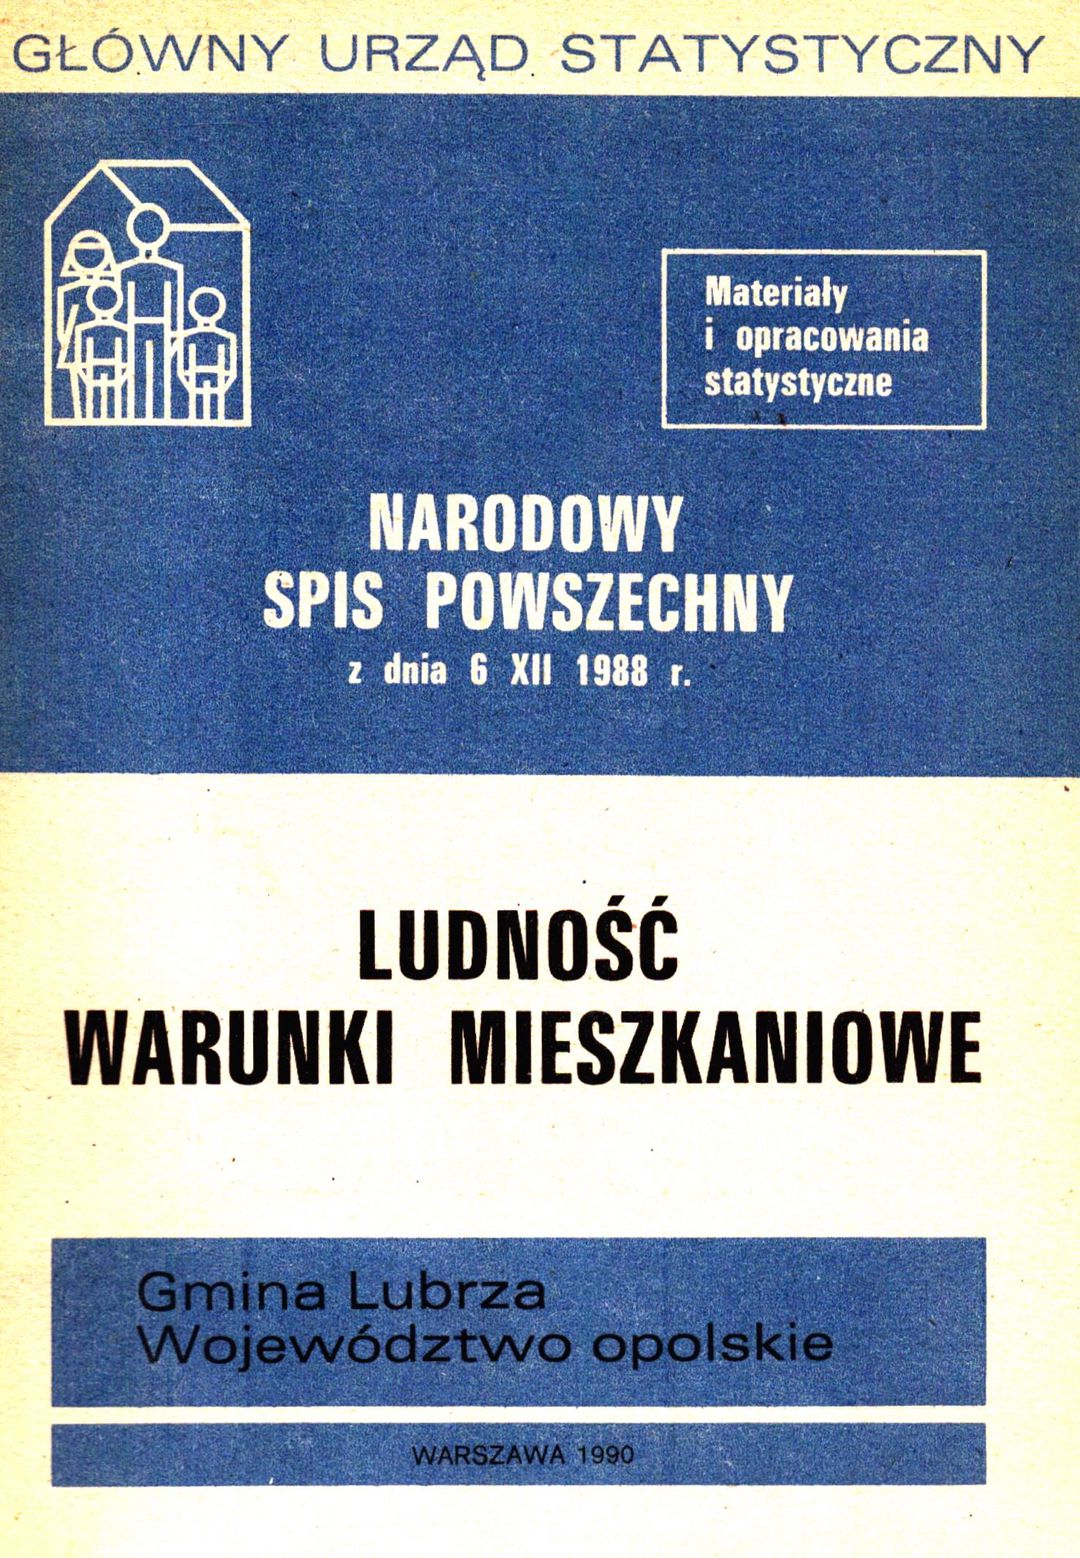 GŁÓWNY URZĄD STATYSTYCZNY
Materiały
i opracowania
statystyczne
NARODOWY
SPIS POWSZECHNY
z dnia 6 XII 1988 r.
LUDNOŚĆ
WARUNKI MIESZKANIOWE
Gmina Lubrza
Województwo opolskie
WARSZAWA 1990